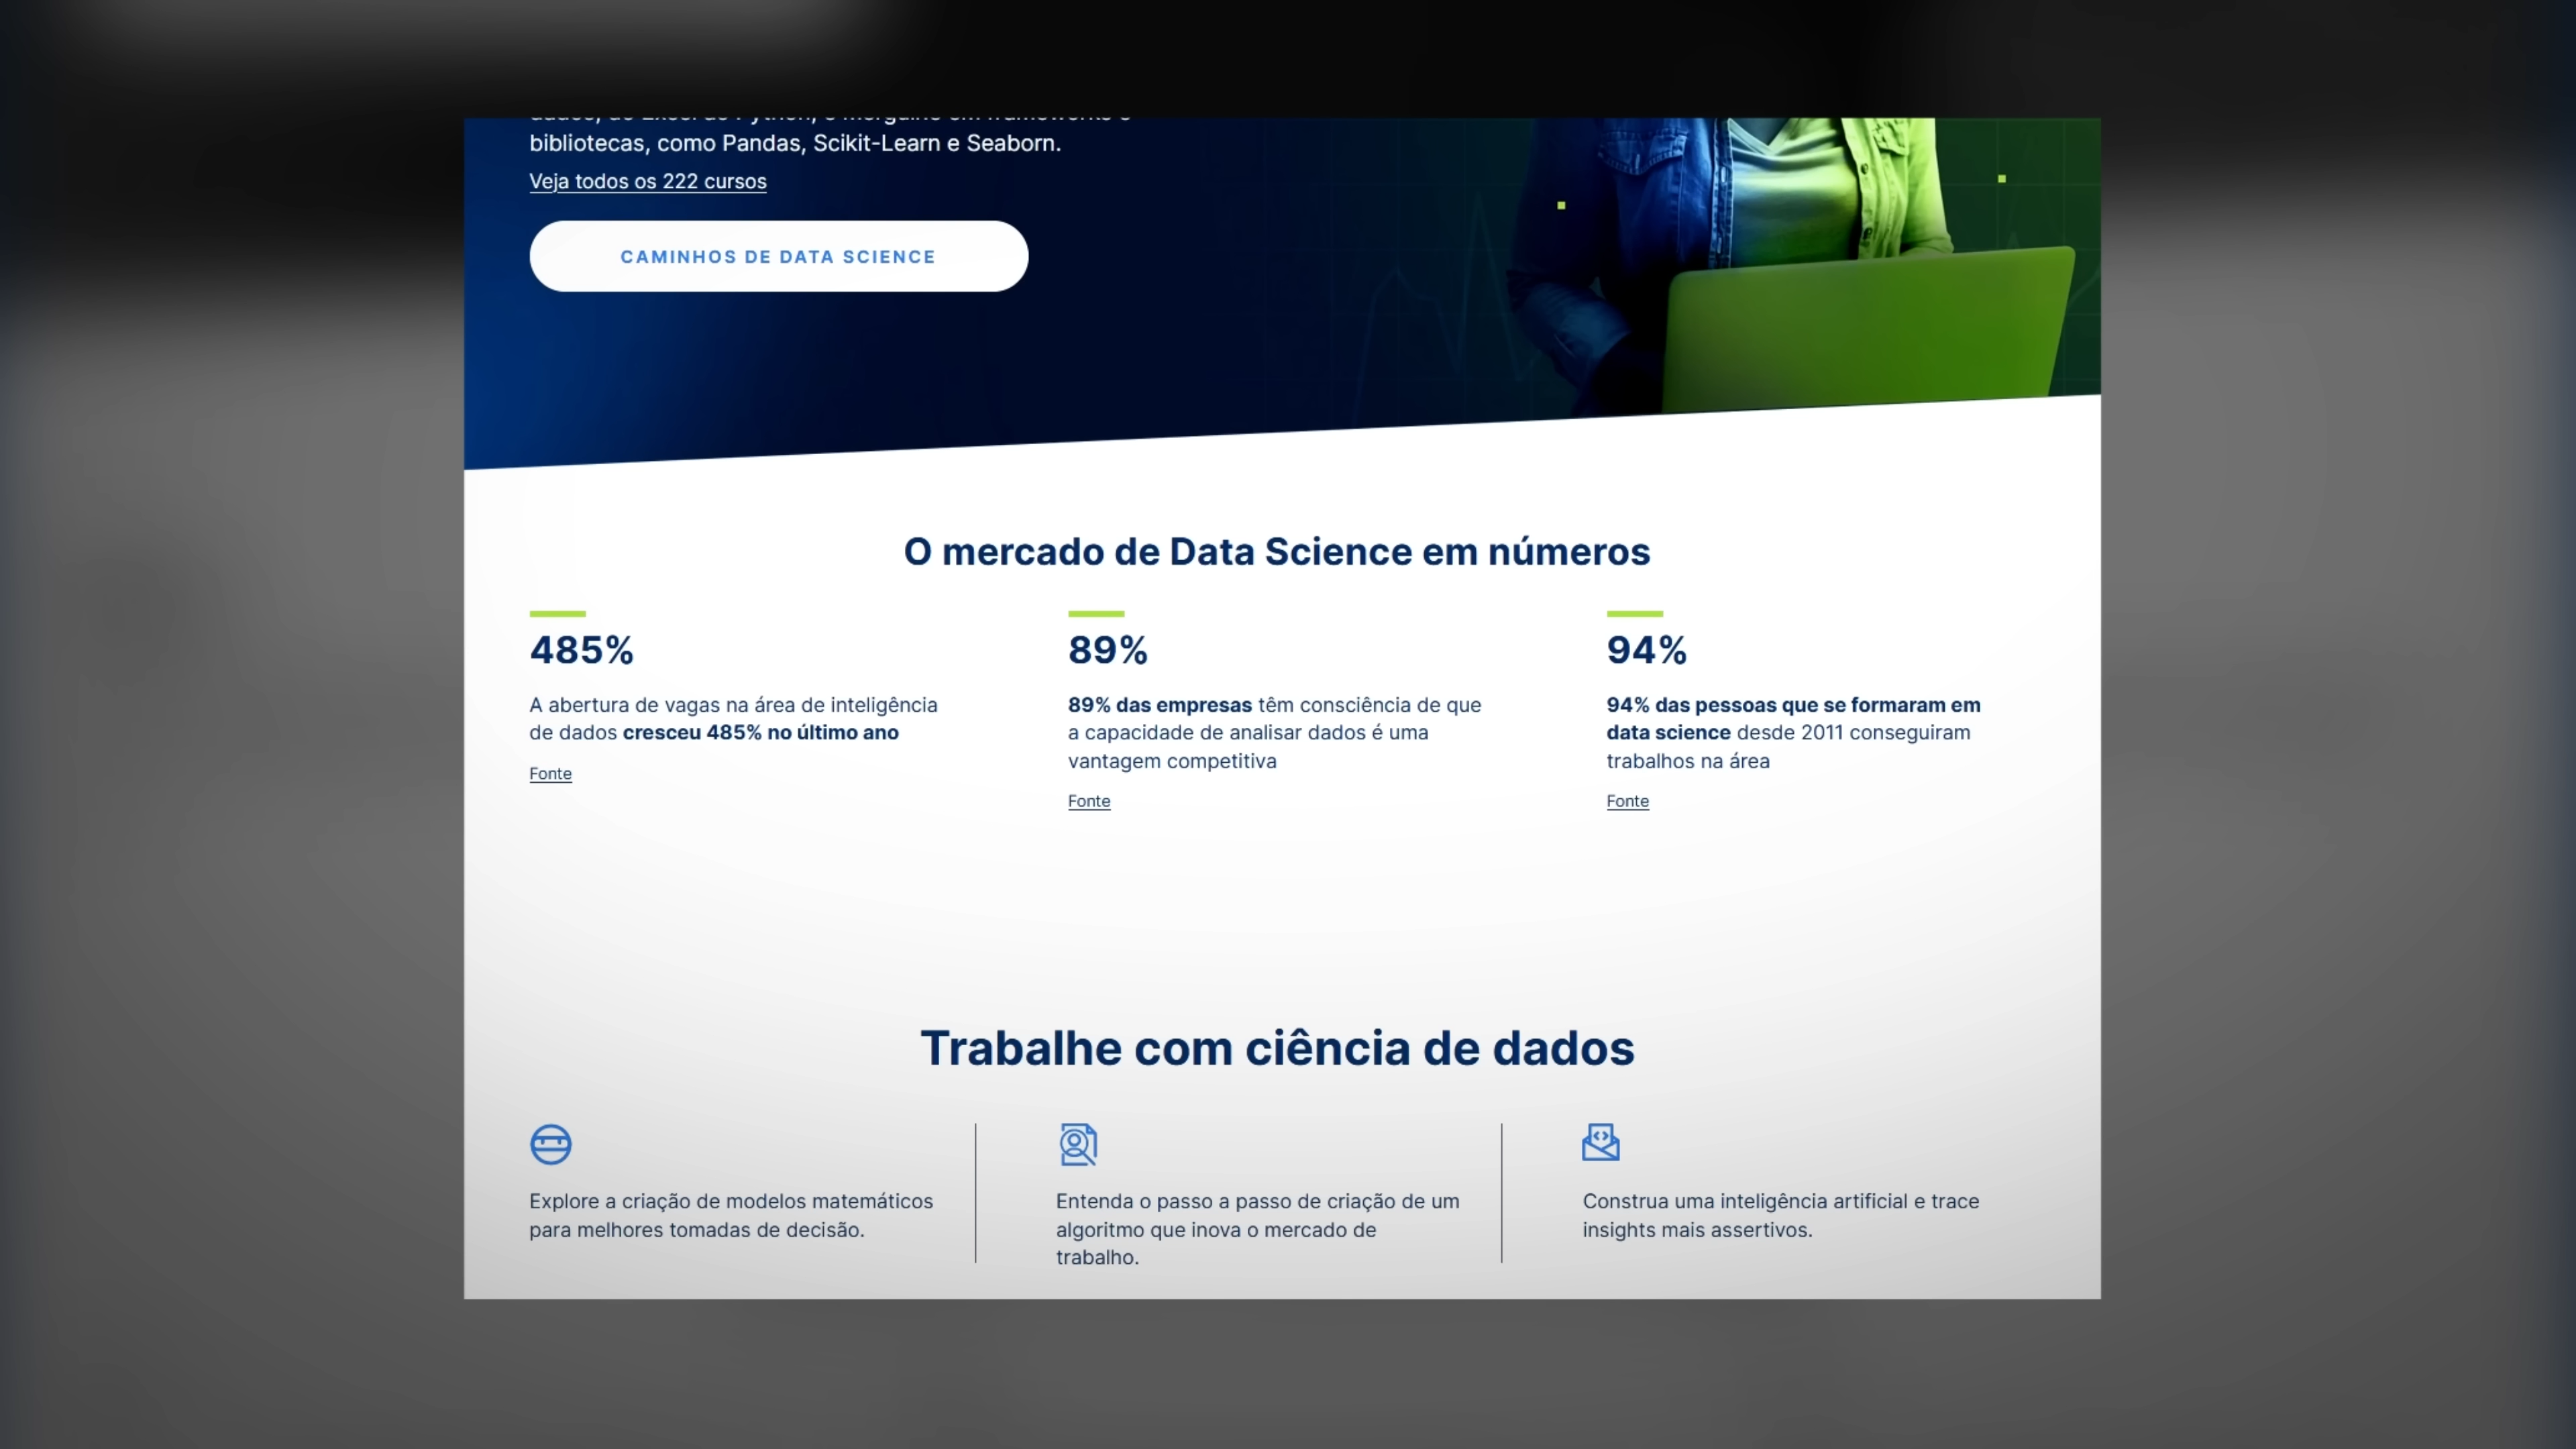 bibliotecas, como Pandas, Scikit-Learn e Seaborn.
Veja todos os 222 cursos
CAMINHOS DE DATA SCIENCE
O mercado de Data Science em números
485%
A abertura de vagas na área de inteligência
de dados cresceu 485% no último ano
Fonte
89%
89% das empresas têm consciência de que
a capacidade de analisar dados é uma
vantagem competitiva
Fonte
94%
94% das pessoas que se formaram em
data science desde 2011 conseguiram
trabalhos na área
Fonte
Trabalhe com ciência de dados
Explore a criação de modelos matemáticos
para melhores tomadas de decisão.
Entenda o passo a passo de criação de um
algoritmo que inova o mercado de
trabalho.
Construa uma inteligência artificial e trace
insights mais assertivos.